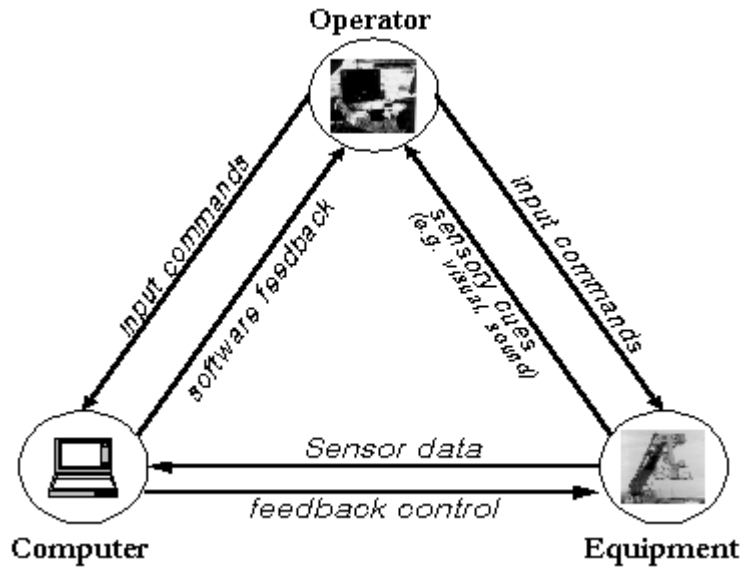 Operator
input commands
software feedback
sensory cues
(e.g. visual, sound)
input commands
Sensor data
feedback control
Computer
Equipment